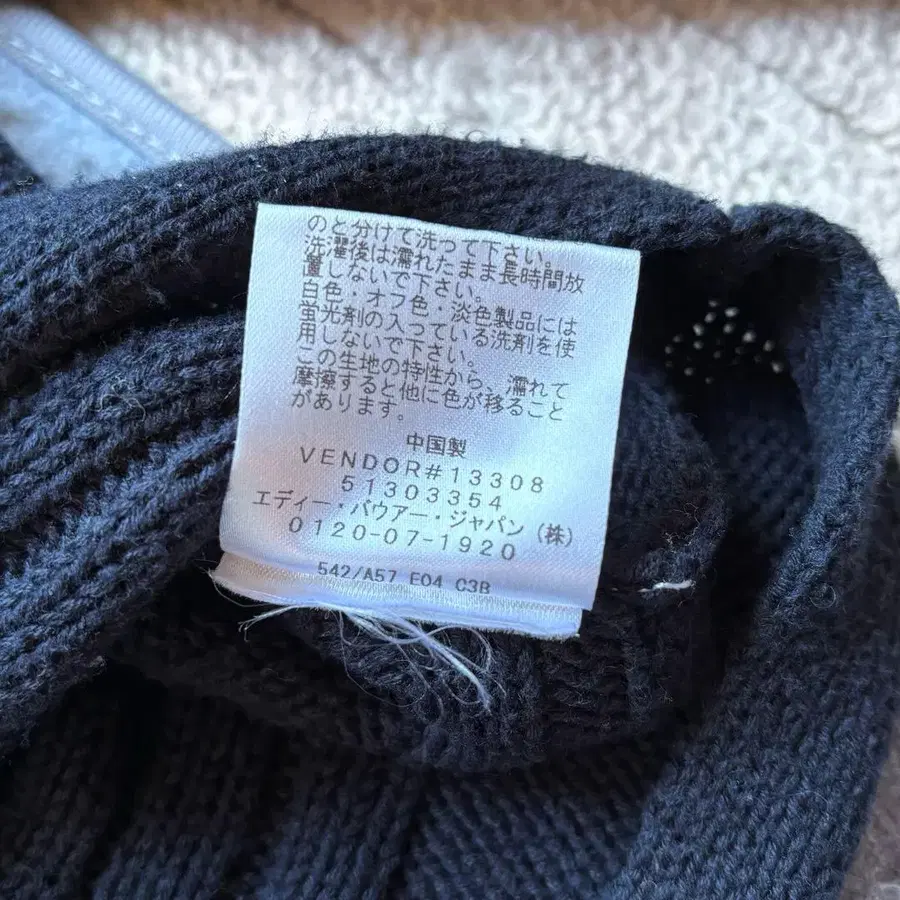 のと分けて洗って下さい。
洗濯後は濡れたまま長時間放
置しないで下さい。
白色・オフ色・淡色製品には
蛍光剤の入っている洗剤を使
用しないで下さい。
この生地の特性から、濡れて
摩擦すると他に色が移ること
があります。
中国製
VENDOR#13308
51303354
エディー・バウアー・ジャパン（株）
0120-07-1920
542/A57 E04 C3B